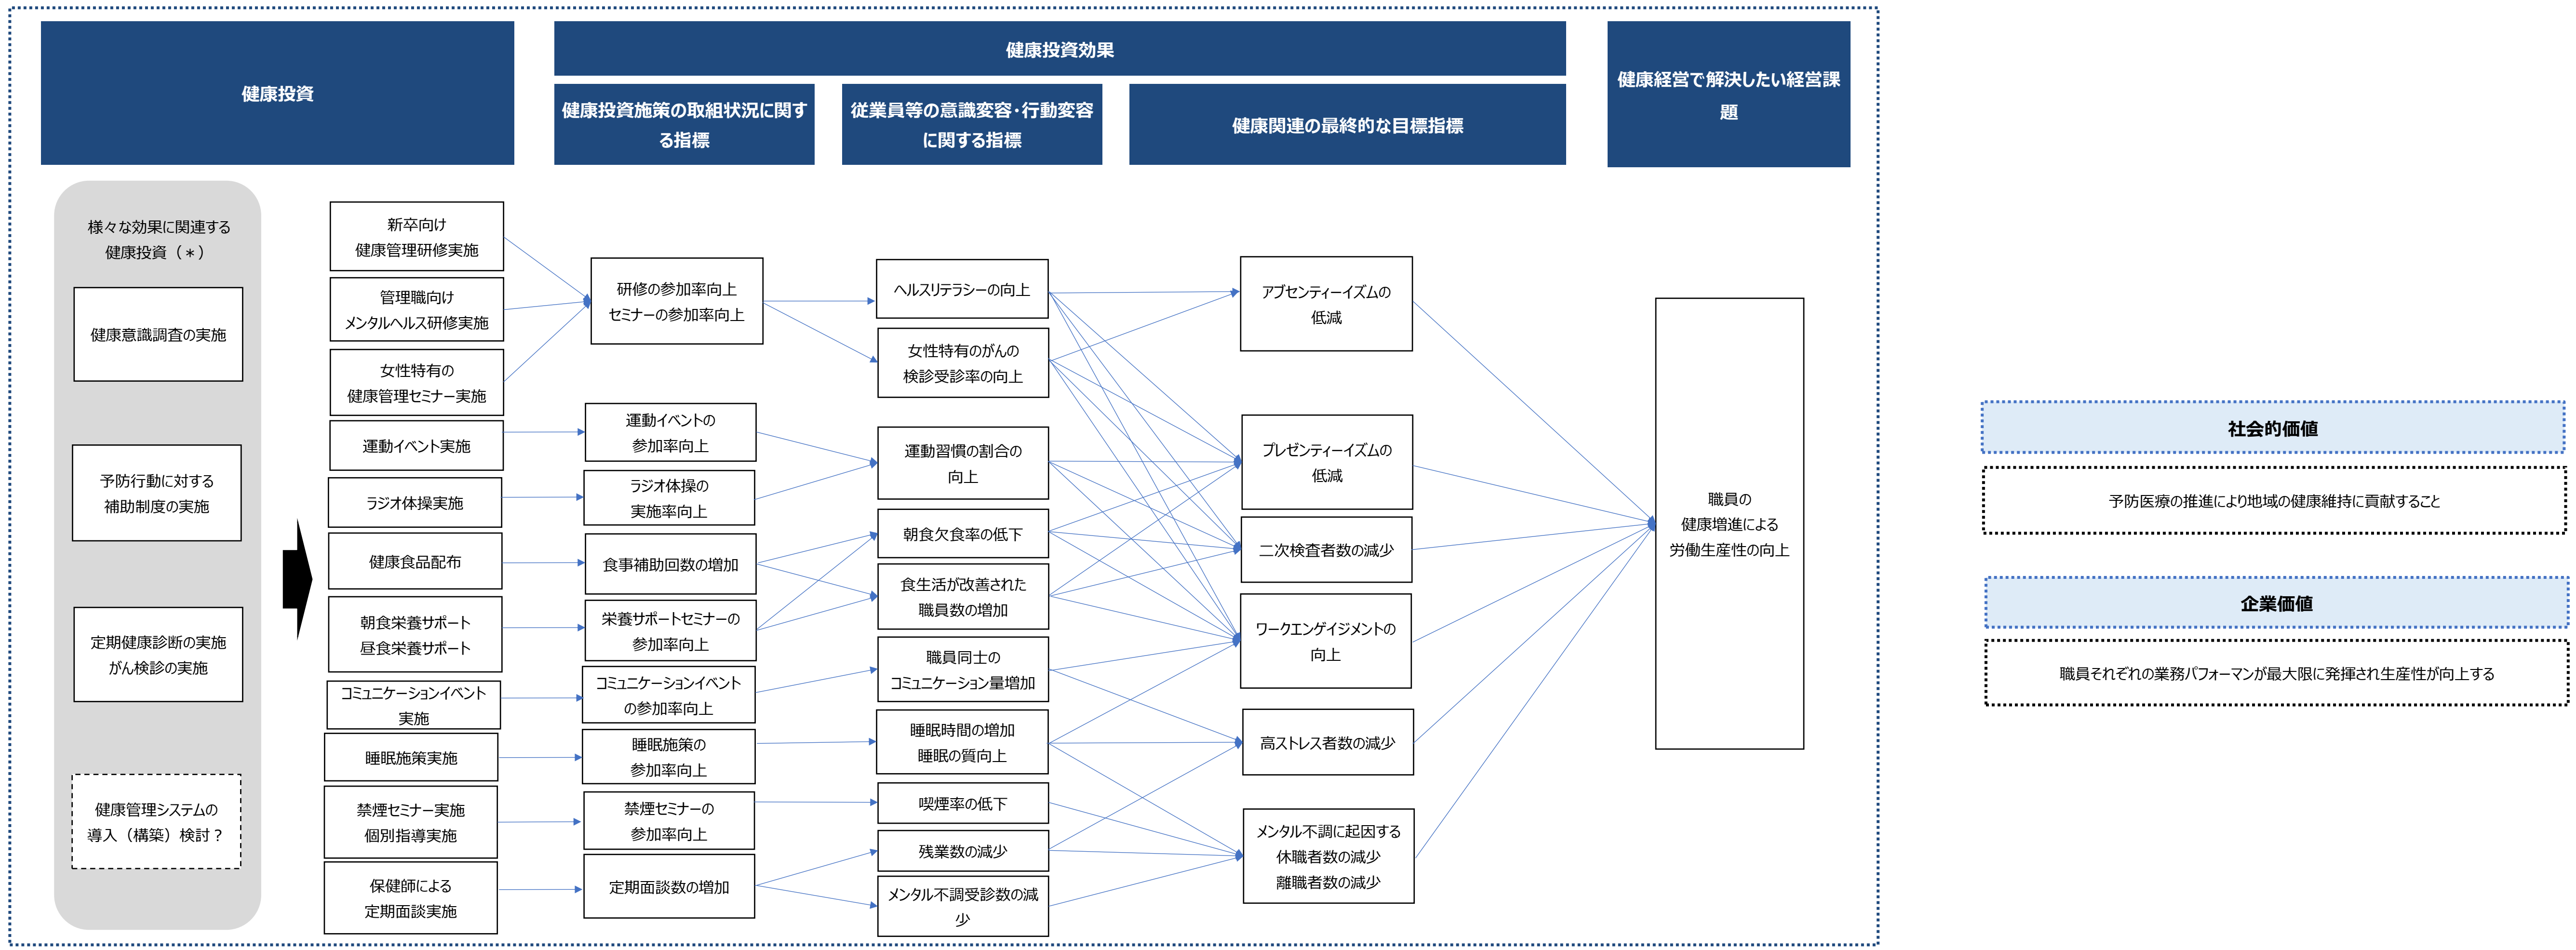 健康投資
健康投資効果
健康経営で解決したい経営課
題
健康投資施策の取組状況に関す
る指標
従業員等の意識変容・行動変容
に関する指標
健康関連の最終的な目標指標
様々な効果に関連する
健康投資（＊）
健康意識調査の実施
予防行動に対する
補助制度の実施
定期健康診断の実施
がん検診の実施
健康管理システムの
導入（構築）検討？
新卒向け
健康管理研修実施
管理職向け
メンタルヘルス研修実施
女性特有の
健康管理セミナー実施
運動イベント実施
ラジオ体操実施
健康食品配布
朝食栄養サポート
昼食栄養サポート
コミュニケーションイベント
実施
睡眠施策実施
禁煙セミナー実施
個別指導実施
保健師による
定期面談実施
研修の参加率向上
セミナーの参加率向上
運動イベントの
参加率向上
ラジオ体操の
実施率向上
食事補助回数の増加
栄養サポートセミナーの
参加率向上
コミュニケーションイベント
の参加率向上
睡眠施策の
参加率向上
禁煙セミナーの
参加率向上
定期面談数の増加
ヘルスリテラシーの向上
女性特有のがんの
検診受診率の向上
運動習慣の割合の
向上
朝食欠食率の低下
食生活が改善された
職員数の増加
職員同士の
コミュニケーション量増加
睡眠時間の増加
睡眠の質向上
喫煙率の低下
残業数の減少
メンタル不調受診数の減
少
アブセンティーイズムの
低減
プレゼンティーイズムの
低減
二次検査者数の減少
ワークエンゲイジメントの
向上
高ストレス者数の減少
メンタル不調に起因する
休職者数の減少
離職者数の減少
職員の
健康増進による
労働生産性の向上
社会的価値
予防医療の推進により地域の健康維持に貢献すること
企業価値
職員それぞれの業務パフォーマンが最大限に発揮され生産性が向上する